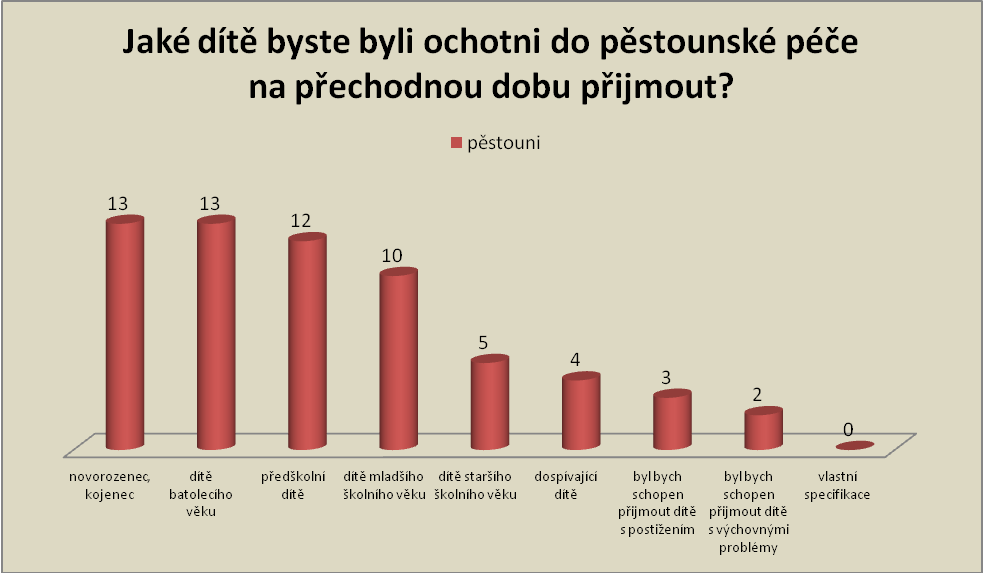 Jaké dítě byste byli ochotni do pěstounské péče
na přechodnou dobu přijmout?
pěstouni
13
13
12
10
5
4
3
2
0
novorozenec,
kojenec
dítě
batolecího
věku
předškolní
dítě
dítě mladšího
školního věku
dítě staršího
školního věku
dospívající
dítě
byl bych
schopen
přijmout dítě
s postižením
byl bych
schopen
přijmout dítě
s výchovnými
problémy
vlastní
specifikace